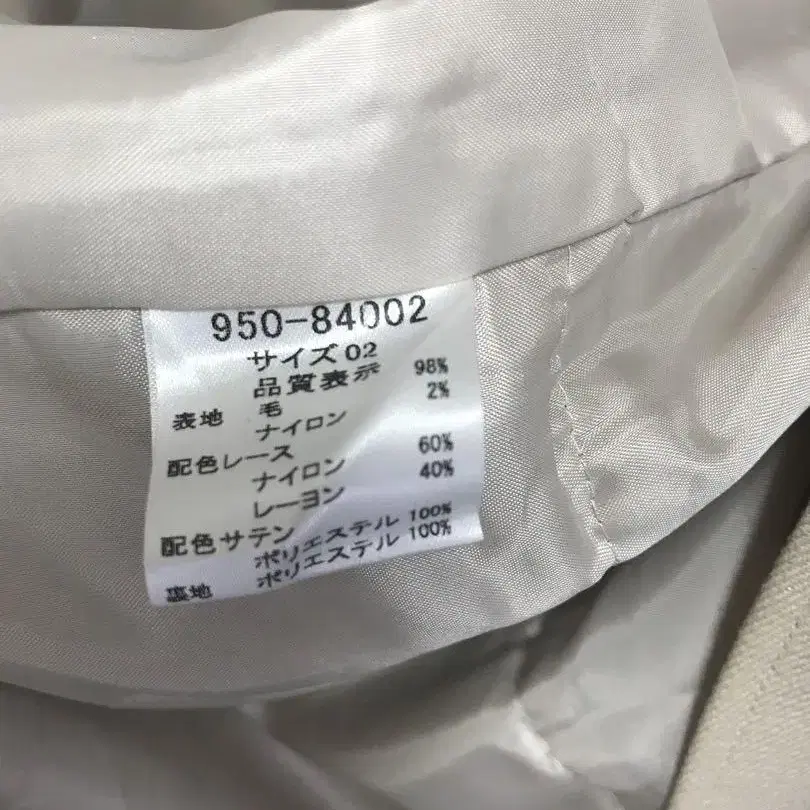 950-84002
サイズ02
品質表示
表地 毛 98%
ナイロン 2%
配色レース
ナイロン 60%
レーヨン 40%
配色サテン
ポリエステル 100%
裏地 ポリエステル 100%